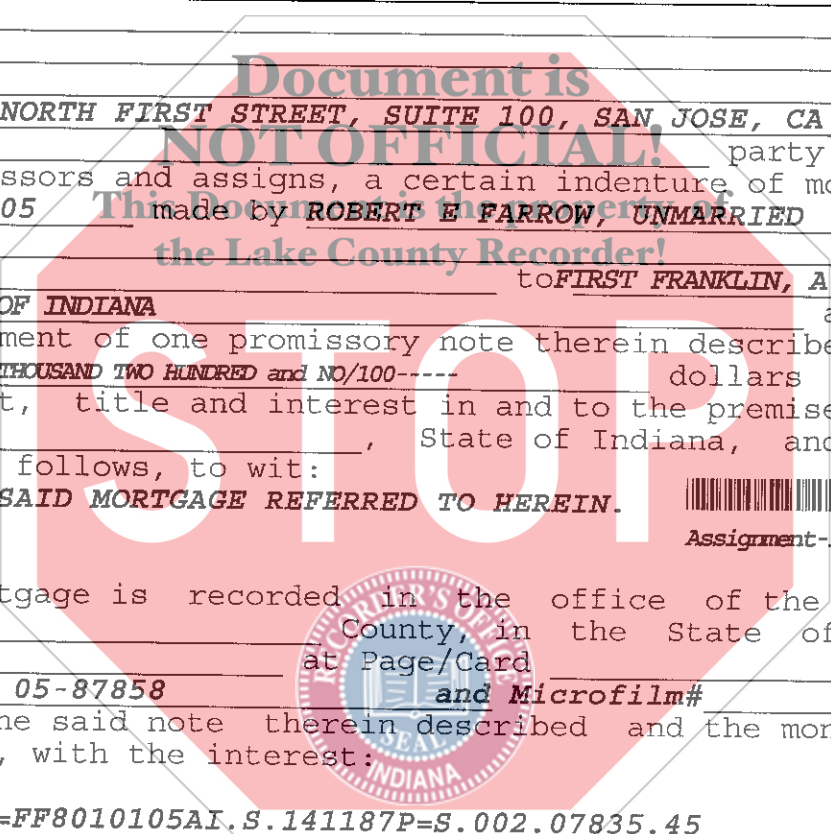 Document is
NORTH FIRST STREET, SUITE 100, SAN JOSE, CA
NOT OFFICIAL!
party
ssors and assigns, a certain indenture of mo
05 made by ROBERT E FARROW, UNMARRIED
This Document is the property of
the Lake County Recorder!
toFIRST FRANKLIN, A
OF INDIANA
ment of one promissory note therein describe
THOUSAND TWO HUNDRED and NO/100-----
dollars
t, title and interest in and to the premise
, State of Indiana, and
follows, to wit:
STOP
SAID MORTGAGE REFERRED TO HEREIN.
Assignment-
tgage is recorded in the office of the
County, in the State of
at Page/Card
05-87858 and Microfilm#
ne said note therein described and the mon
, with the interest:
RECORDER'S OFFICE
SEAL
INDIANA
=FF8010105AI.S.141187P=S.002.07835.45